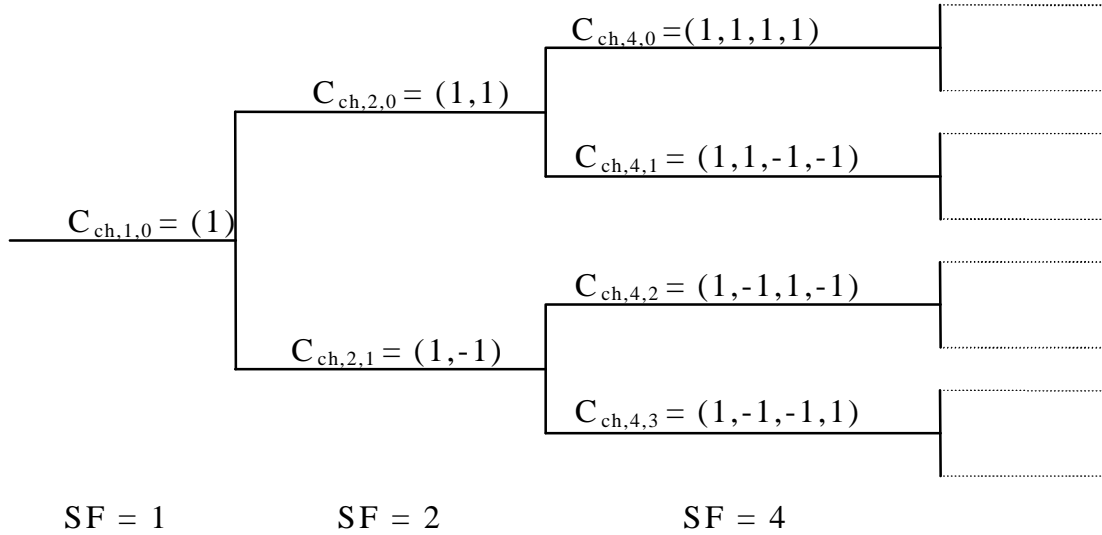 C ch,4,0 =(1,1,1,1)
C ch,2,0 = (1,1)
C ch,4,1 = (1,1,-1,-1)
C ch,1,0 = (1)
C ch,4,2 = (1,-1,1,-1)
C ch,2,1 = (1,-1)
C ch,4,3 = (1,-1,-1,1)
SF = 1 SF = 2 SF = 4